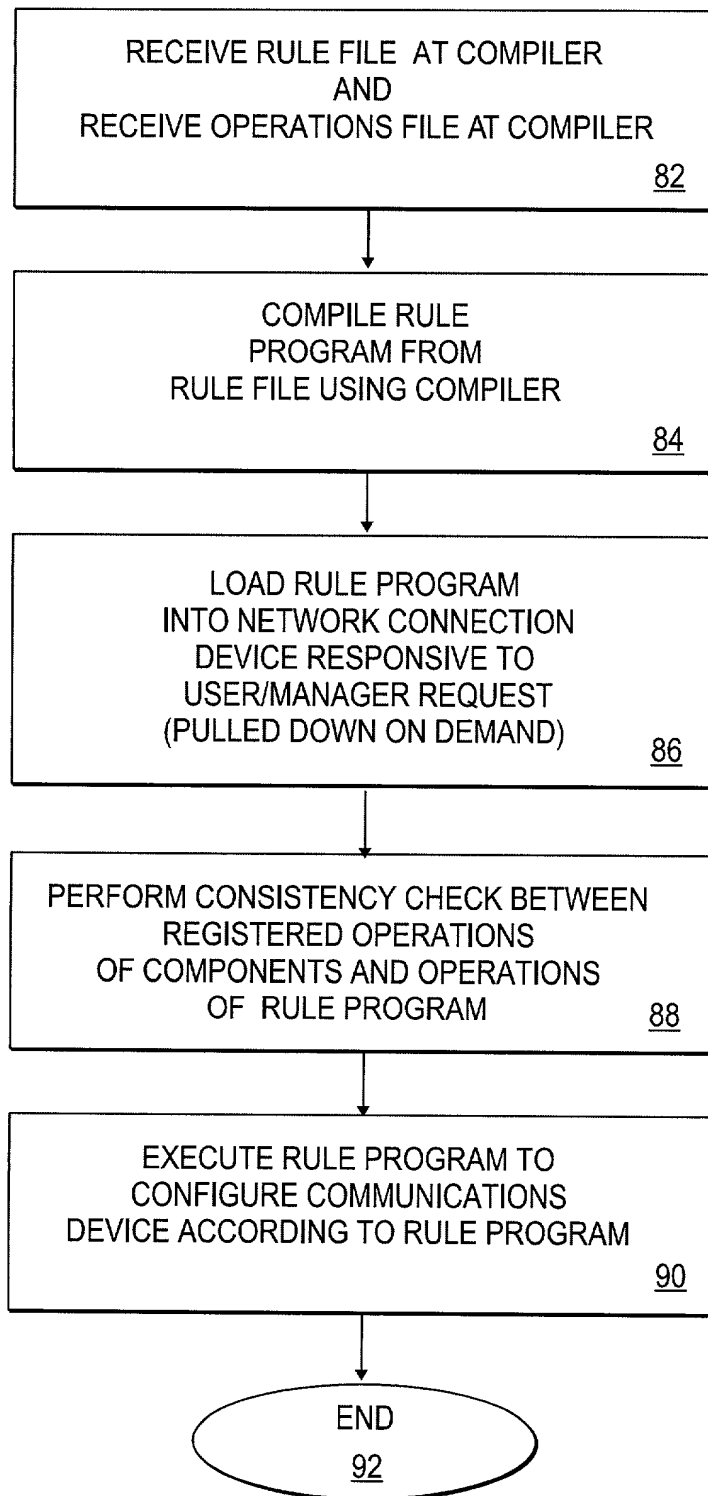 RECEIVE RULE FILE AT COMPILER
AND
RECEIVE OPERATIONS FILE AT COMPILER
82
COMPILE RULE
PROGRAM FROM
RULE FILE USING COMPILER
84
LOAD RULE PROGRAM
INTO NETWORK CONNECTION
DEVICE RESPONSIVE TO
USER/MANAGER REQUEST
(PULLED DOWN ON DEMAND)
86
PERFORM CONSISTENCY CHECK BETWEEN
REGISTERED OPERATIONS
OF COMPONENTS AND OPERATIONS
OF RULE PROGRAM
88
EXECUTE RULE PROGRAM TO
CONFIGURE COMMUNICATIONS
DEVICE ACCORDING TO RULE PROGRAM
90
END
92